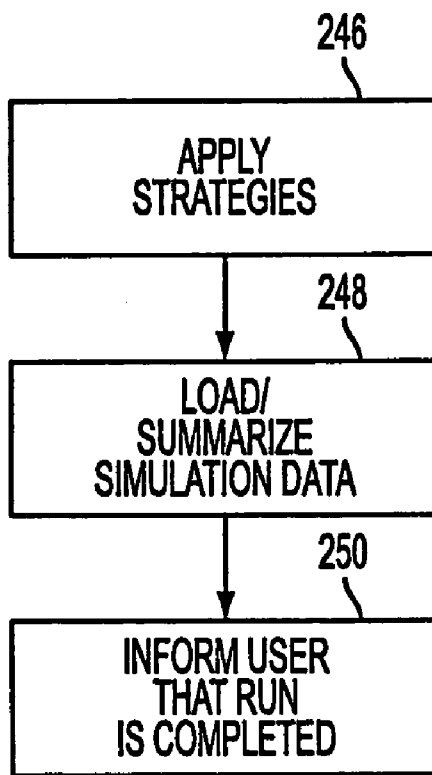 246
APPLY
STRATEGIES
248
LOAD/
SUMMARIZE
SIMULATION DATA
250
INFORM USER
THAT RUN
IS COMPLETED